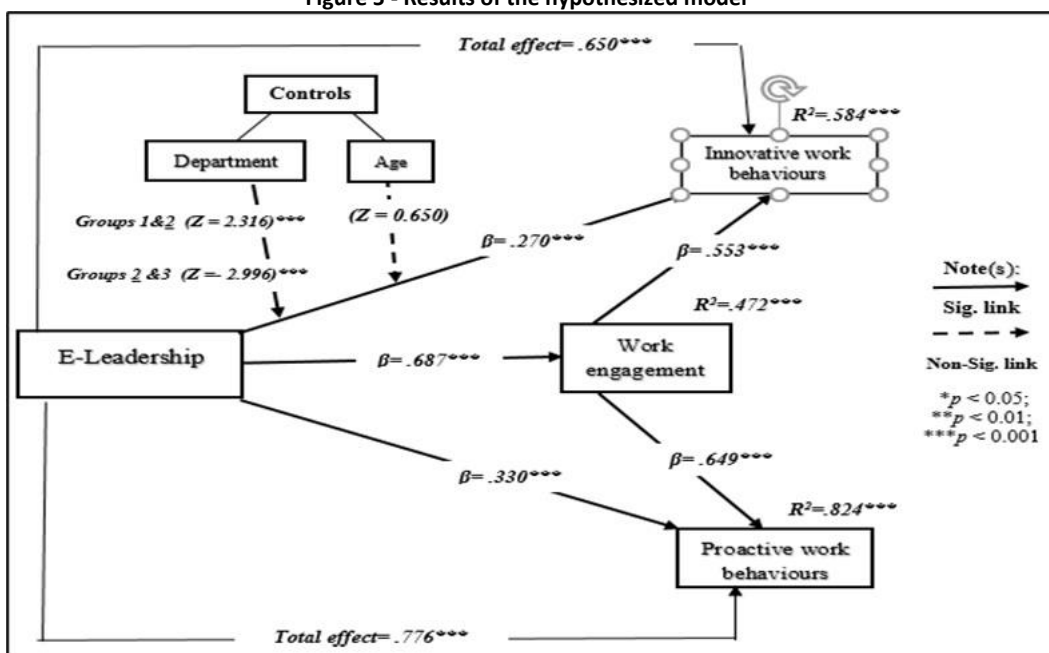 Figure 5 - Results of the hypothesized model
Total effect= .650***
Controls
R²=.584***
Department
Age
Innovative work
behaviours
Groups 1&2 (Z = 2.316)***
(Z = 0.650)
β= .270***
β= .553***
Groups 2 &3 (Z =- 2.996)***
Note(s):
Sig. link
R²=.472***
E-Leadership
β= .687***
Work
engagement
Non-Sig. link
*p < 0.05;
**p < 0.01;
***p < 0.001
β= .330***
β= .649***
R²=.824***
Proactive work
behaviours
Total effect= .776***